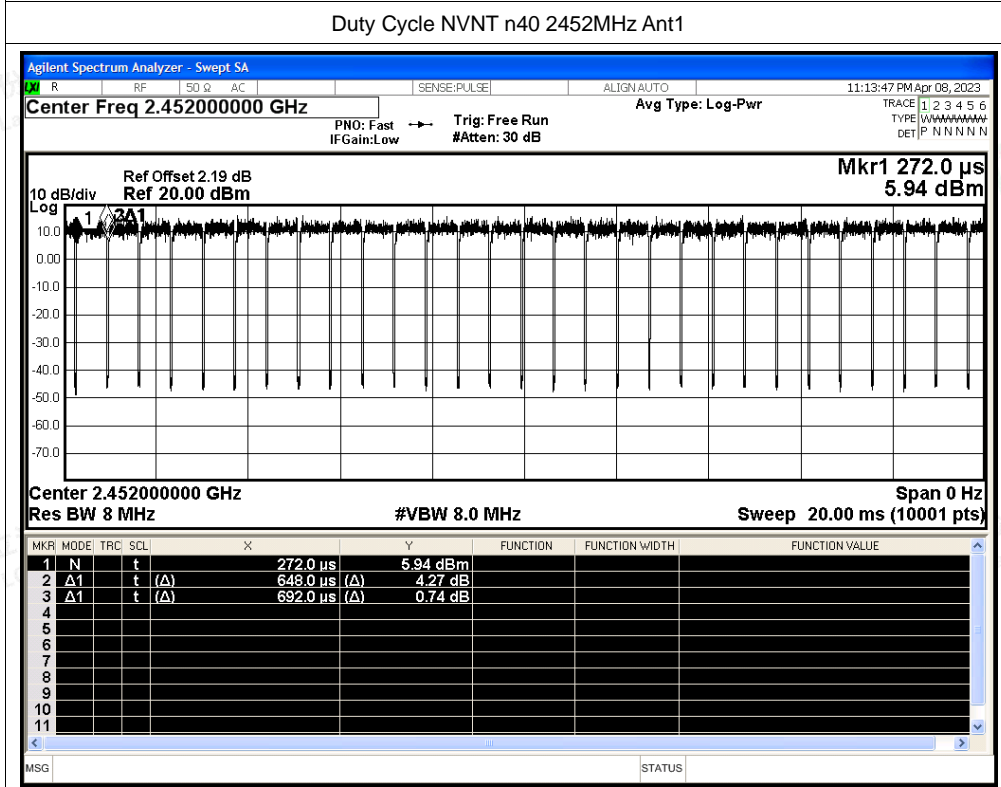 Duty Cycle NVNT n40 2452MHz Ant1
Agilent Spectrum Analyzer - Swept SA
LXI R RF 50 Ω AC SENSE:PULSE ALIGN AUTO 11:13:47 PM Apr 08, 2023
Center Freq 2.452000000 GHz Avg Type: Log-Pwr TRACE 1 2 3 4 5 6
PNO: Fast Trig: Free Run TYPE
IFGain:Low #Atten: 30 dB DET P N N N N N
Mkr1 272.0 µs
Ref Offset 2.19 dB
10 dB/div Ref 20.00 dBm 5.94 dBm
Log
1 3Δ1
10.0
0.00
-10.0
-20.0
-30.0
-40.0
-50.0
-60.0
-70.0
Center 2.452000000 GHz Span 0 Hz
Res BW 8 MHz #VBW 8.0 MHz Sweep 20.00 ms (10001 pts)
MKR MODE TRC SCL X Y FUNCTION FUNCTION WIDTH FUNCTION VALUE
1 N t 272.0 µs 5.94 dBm
2 Δ1 t (Δ) 648.0 µs (Δ) 4.27 dB
3 Δ1 t (Δ) 692.0 µs (Δ) 0.74 dB
4
5
6
7
8
9
10
11
MSG STATUS